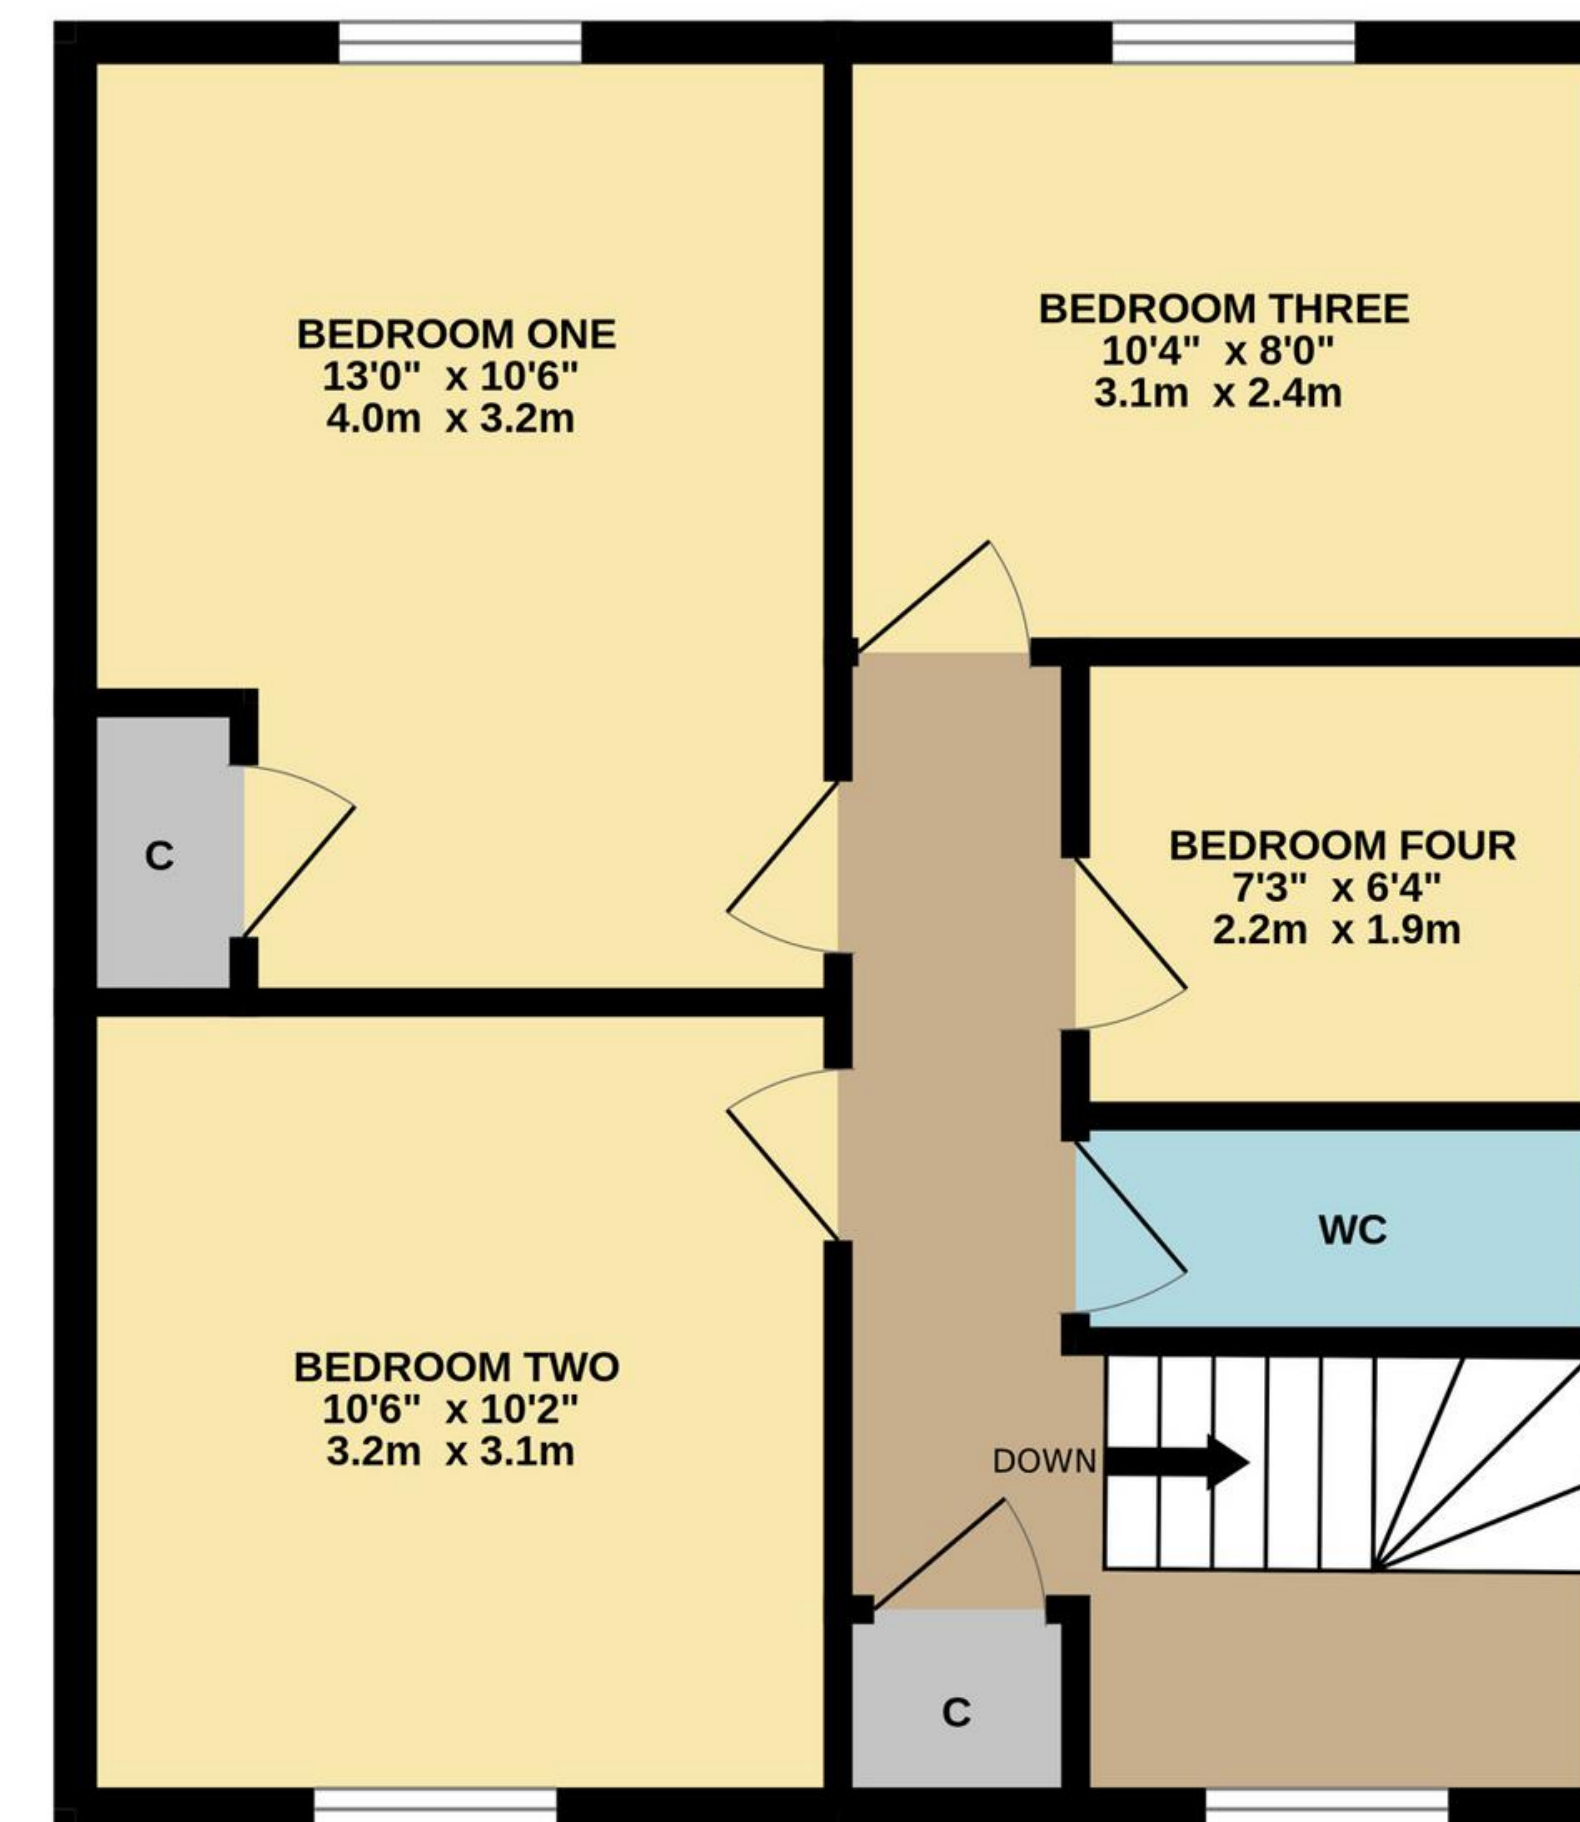 BEDROOM ONE
13'0"  x 10'6"
4.0m  x 3.2m
BEDROOM THREE
10'4"  x 8'0"
3.1m  x 2.4m
C
BEDROOM FOUR
7'3"  x 6'4"
2.2m  x 1.9m
WC
BEDROOM TWO
10'6"  x 10'2"
3.2m  x 3.1m
DOWN
C